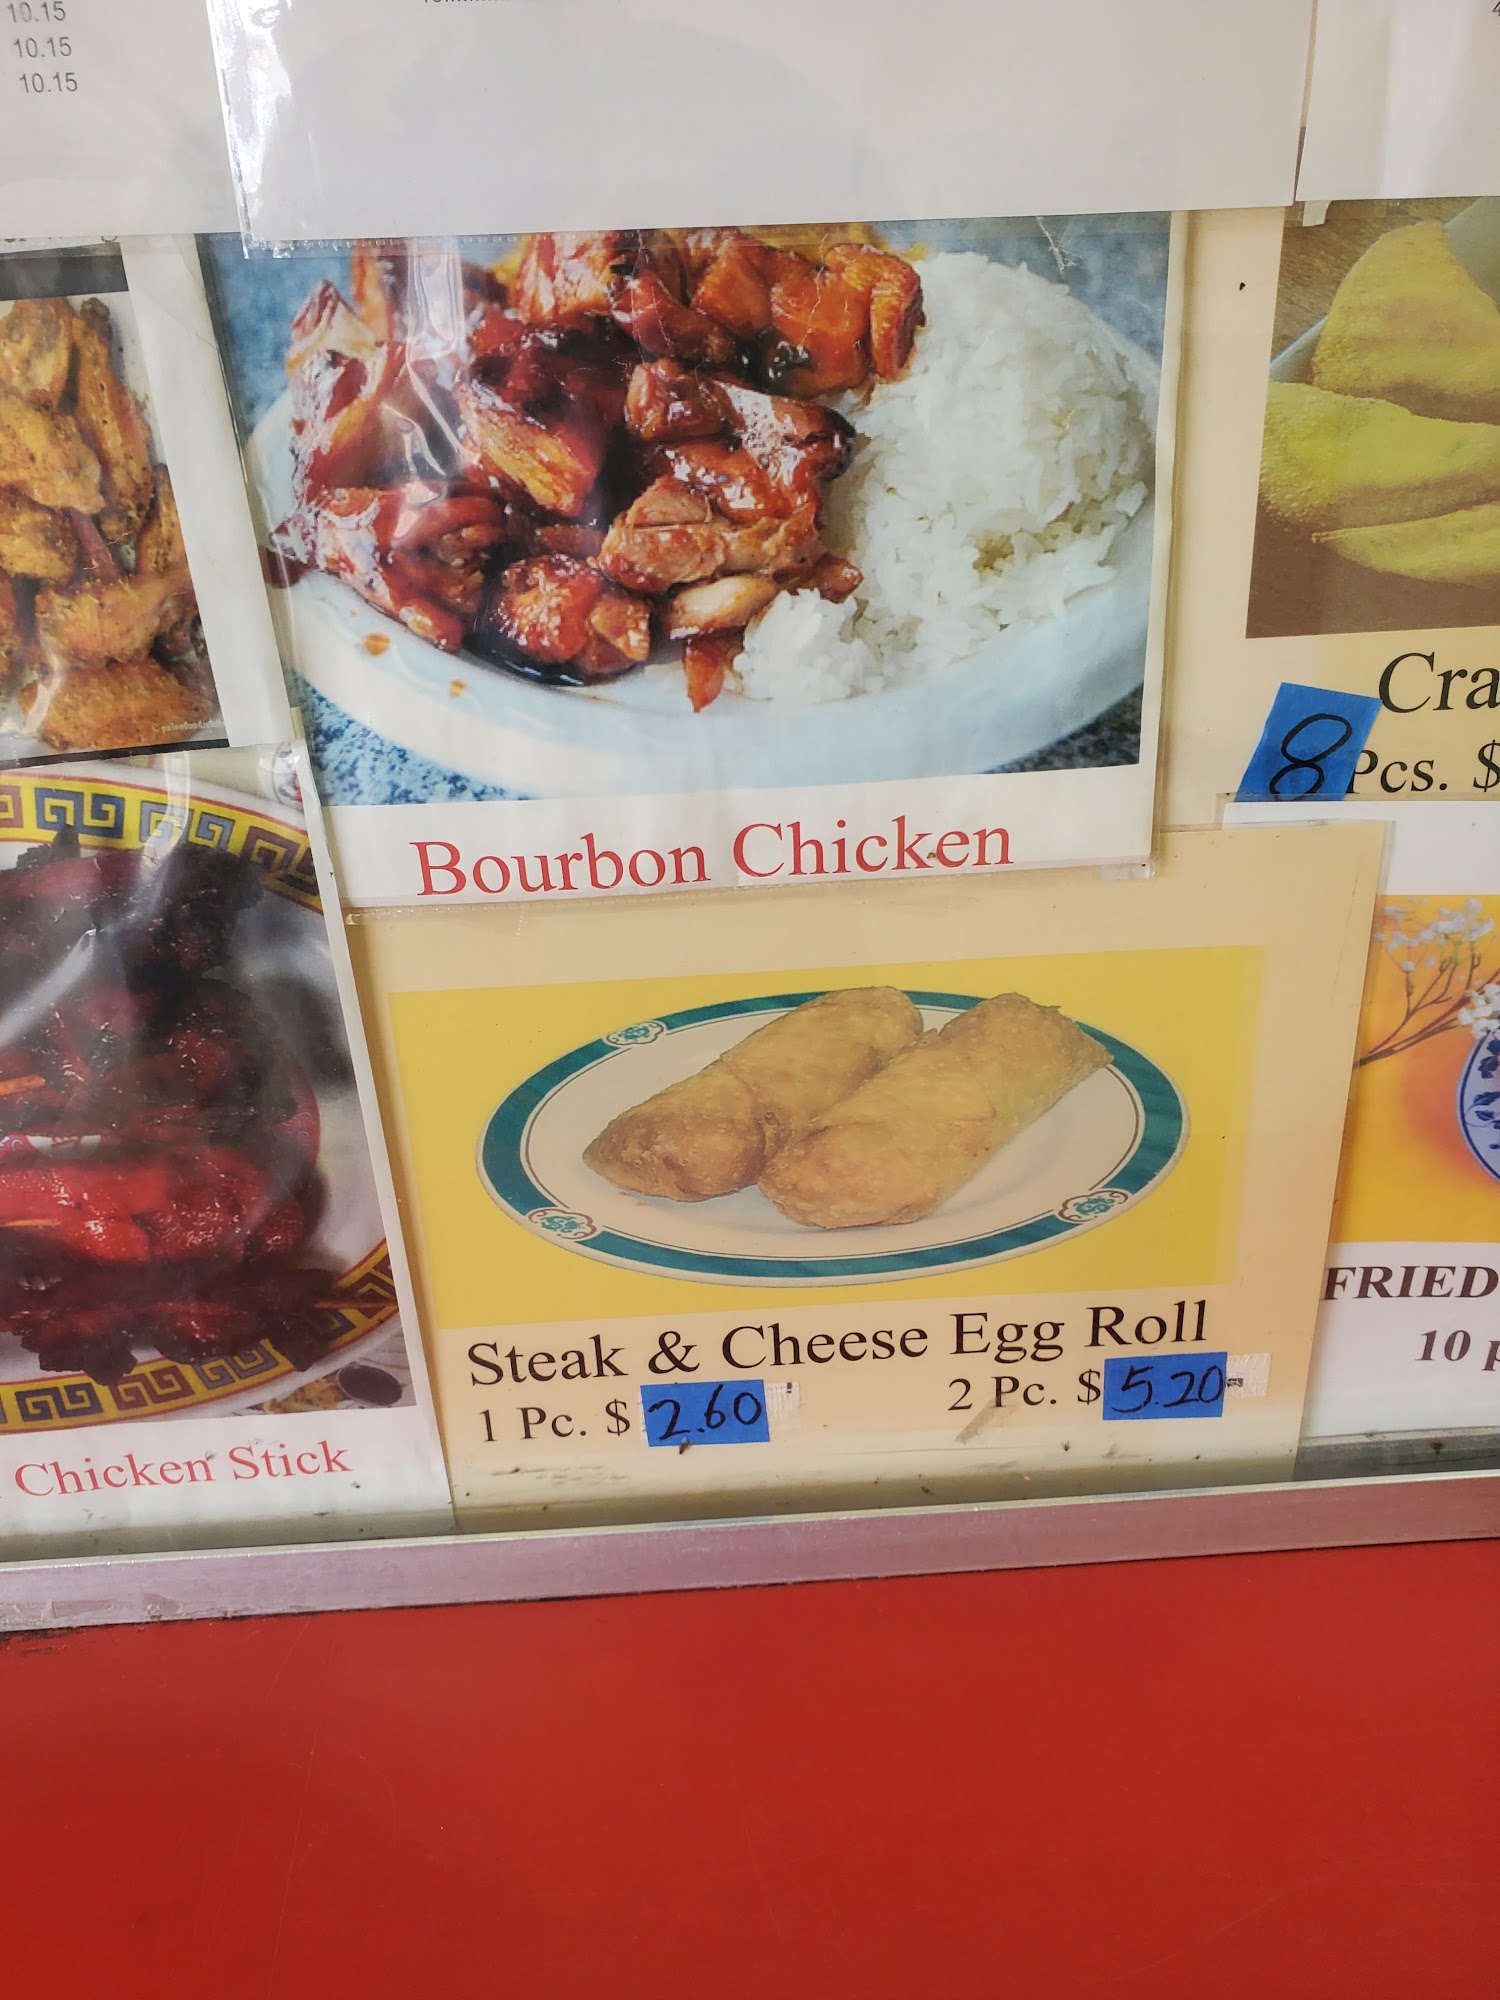 10.15
10.15
10.15
Bourbon Chicken
Cra
8 Pcs. $
Steak & Cheese Egg Roll
1 Pc. $ 2.60
2 Pc. $ 5.20
Chicken Stick
FRIED
10 p